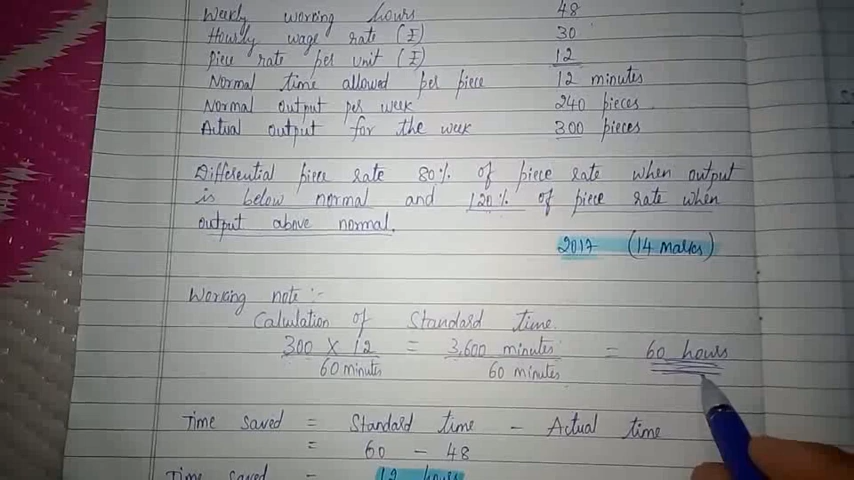 Weekly working hours 48
Hourly wage rate (₹) 30
Piece rate per unit (₹) 12
Normal time allowed per piece 12 minutes
Normal output per week 240 pieces
Actual output for the week 300 pieces
Differential piece rate 80% of piece rate when output
is below normal and 120% of piece rate when
output above normal.
2017 (14 marks)
Working note :-
Calculation of Standard time
300 X 12 = 3,600 minutes = 60 hours
60 minutes 60 minutes
Time saved = Standard time - Actual time
= 60 - 48
Time saved = 12 hours